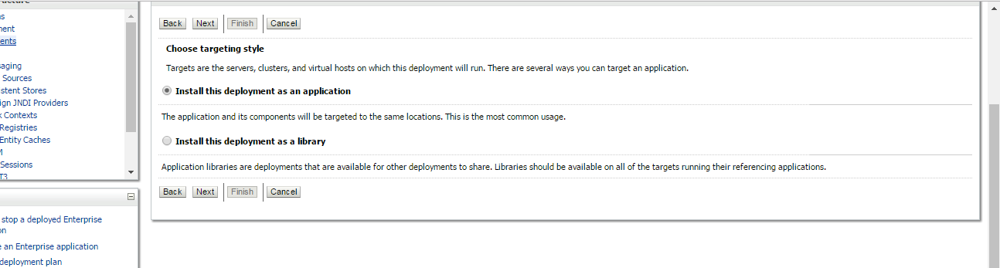 ns
ment
ents
saging
Sources
istent Stores
ign JNDI Providers
k Contexts
Registries
Entity Caches
M
Sessions
T3
stop a deployed Enterprise
on
e an Enterprise application
deployment plan
Back Next Finish Cancel
Choose targeting style
Targets are the servers, clusters, and virtual hosts on which this deployment will run. There are several ways you can target an application.
Install this deployment as an application
The application and its components will be targeted to the same locations. This is the most common usage.
Install this deployment as a library
Application libraries are deployments that are available for other deployments to share. Libraries should be available on all of the targets running their referencing applications.
Back Next Finish Cancel